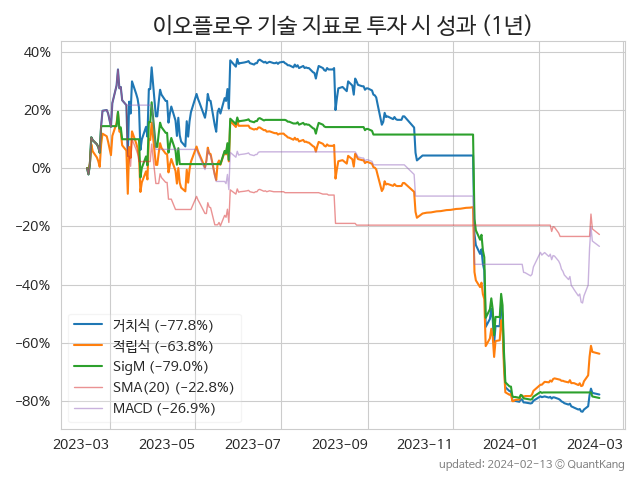 이오플로우 기술 지표로 투자 시 성과 (1년)
40%
20%
0%
−20%
−40%
−60%
−80%
거치식 (−77.8%)
적립식 (−63.8%)
SigM (−79.0%)
SMA(20) (−22.8%)
MACD (−26.9%)
2023-03
2023-05
2023-07
2023-09
2023-11
2024-01
2024-03
updated: 2024-02-13 © QuantKang